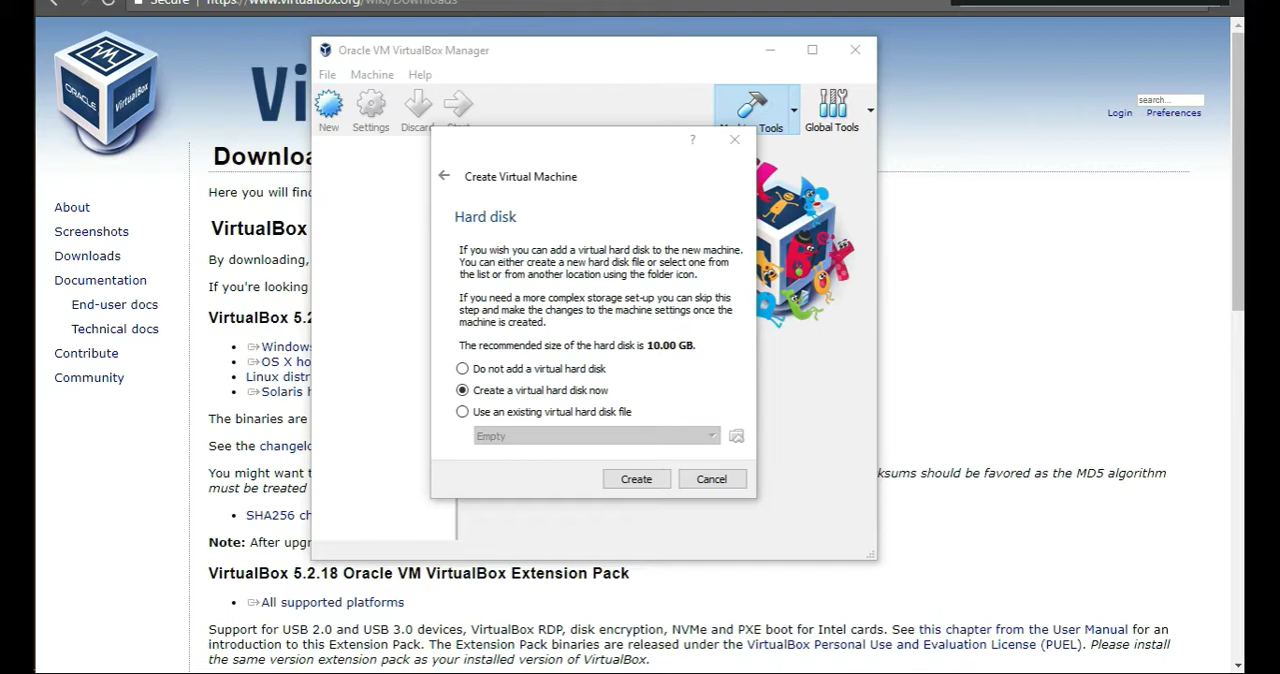 Secure | https://www.virtualbox.org/wiki/Downloads
Oracle VM VirtualBox Manager
File Machine Help
New Settings Discard Start
Tools Global Tools
search...
Login Preferences
ORACLE VirtualBox
Vi
Downloa
Here you will find
VirtualBox
By downloading,
If you're looking
VirtualBox 5.2
Windows
OS X ho
Linux distr
Solaris h
The binaries are
See the changelo
You might want t
ksums should be favored as the MD5 algorithm
must be treated
SHA256 ch
Note: After upgr
About
Screenshots
Downloads
Documentation
End-user docs
Technical docs
Contribute
Community
?
Create Virtual Machine
Hard disk
If you wish you can add a virtual hard disk to the new machine.
You can either create a new hard disk file or select one from
the list or from another location using the folder icon.
If you need a more complex storage set-up you can skip this
step and make the changes to the machine settings once the
machine is created.
The recommended size of the hard disk is 10.00 GB.
Do not add a virtual hard disk
Create a virtual hard disk now
Use an existing virtual hard disk file
Empty
Create Cancel
VirtualBox 5.2.18 Oracle VM VirtualBox Extension Pack
All supported platforms
Support for USB 2.0 and USB 3.0 devices, VirtualBox RDP, disk encryption, NVMe and PXE boot for Intel cards. See this chapter from the User Manual for an
introduction to this Extension Pack. The Extension Pack binaries are released under the VirtualBox Personal Use and Evaluation License (PUEL). Please install
the same version extension pack as your installed version of VirtualBox.